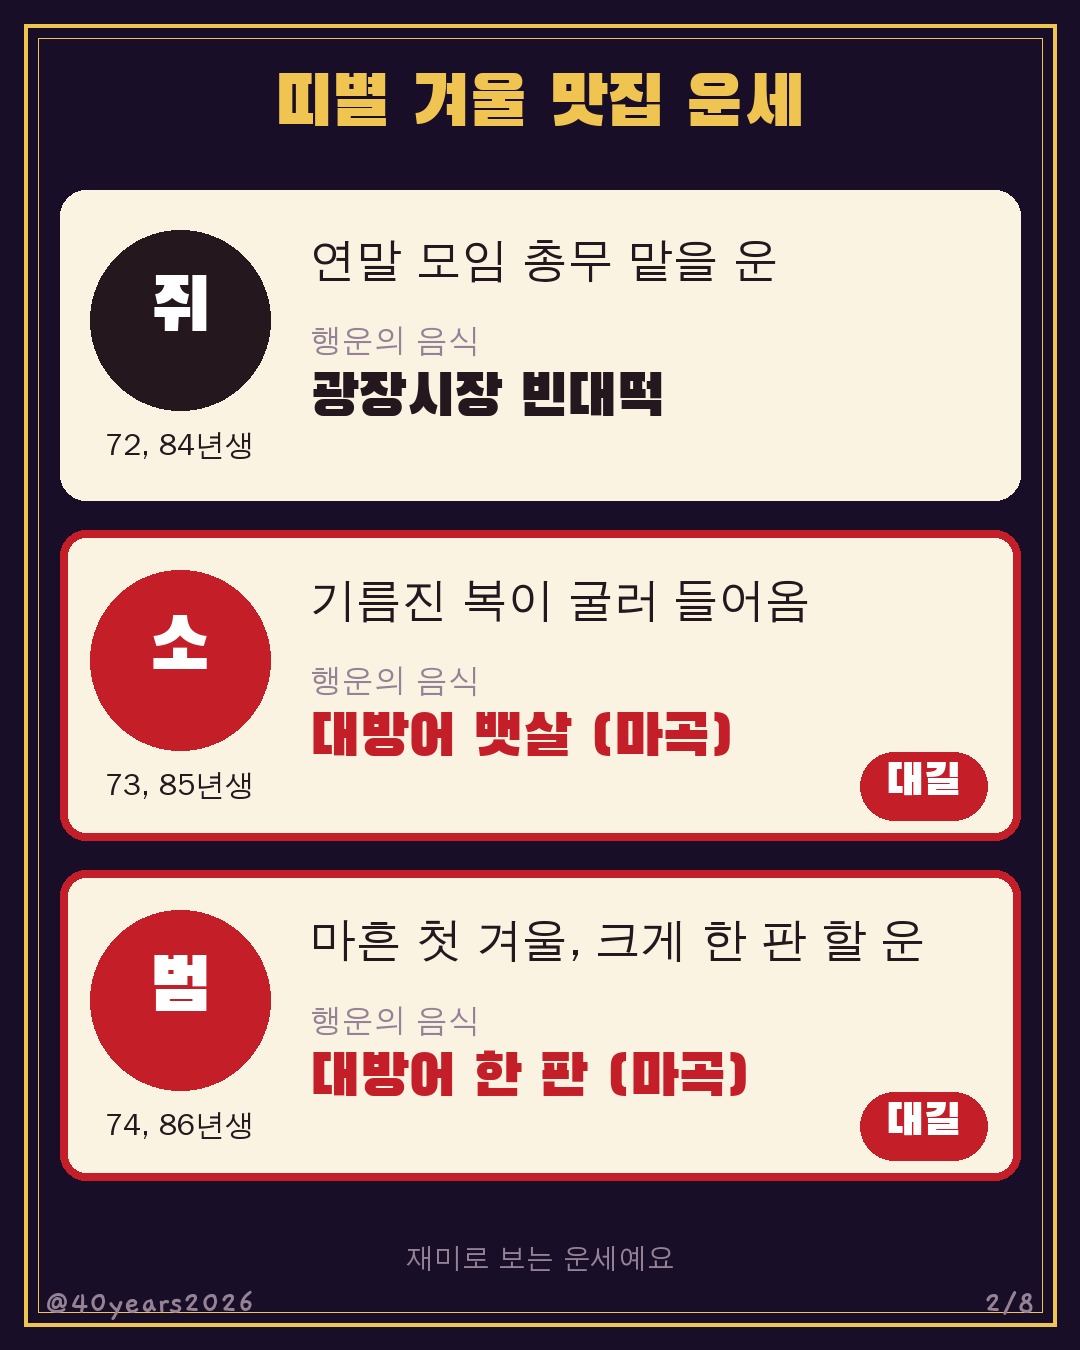 띠별 겨울 맛집 운세
쥐
72, 84년생
연말 모임 총무 맡을 운
행운의 음식
광장시장 빈대떡
소
73, 85년생
기름진 복이 굴러 들어옴
행운의 음식
대방어 뱃살 (마곡)
대길
범
74, 86년생
마흔 첫 겨울, 크게 한 판 할 운
행운의 음식
대방어 한 판 (마곡)
대길
재미로 보는 운세예요
@40years2026
2/8